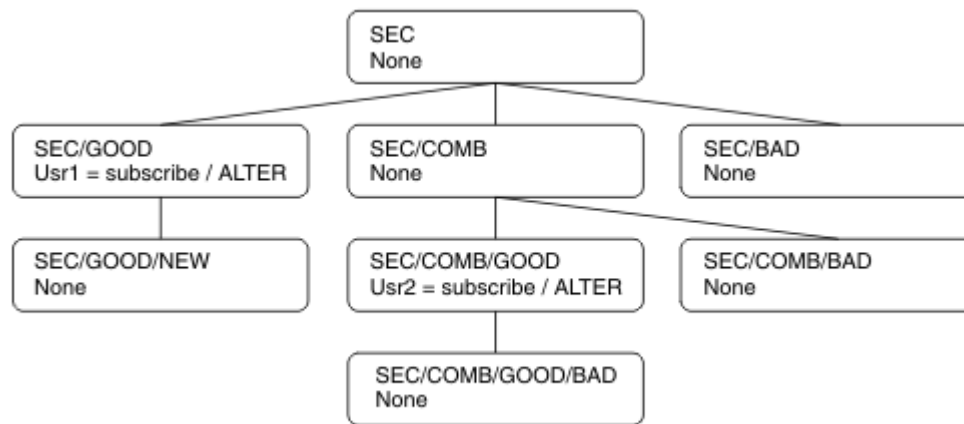 SEC
None
SEC/GOOD
Usr1 = subscribe / ALTER
SEC/COMB
None
SEC/BAD
None
SEC/GOOD/NEW
None
SEC/COMB/GOOD
Usr2 = subscribe / ALTER
SEC/COMB/BAD
None
SEC/COMB/GOOD/BAD
None